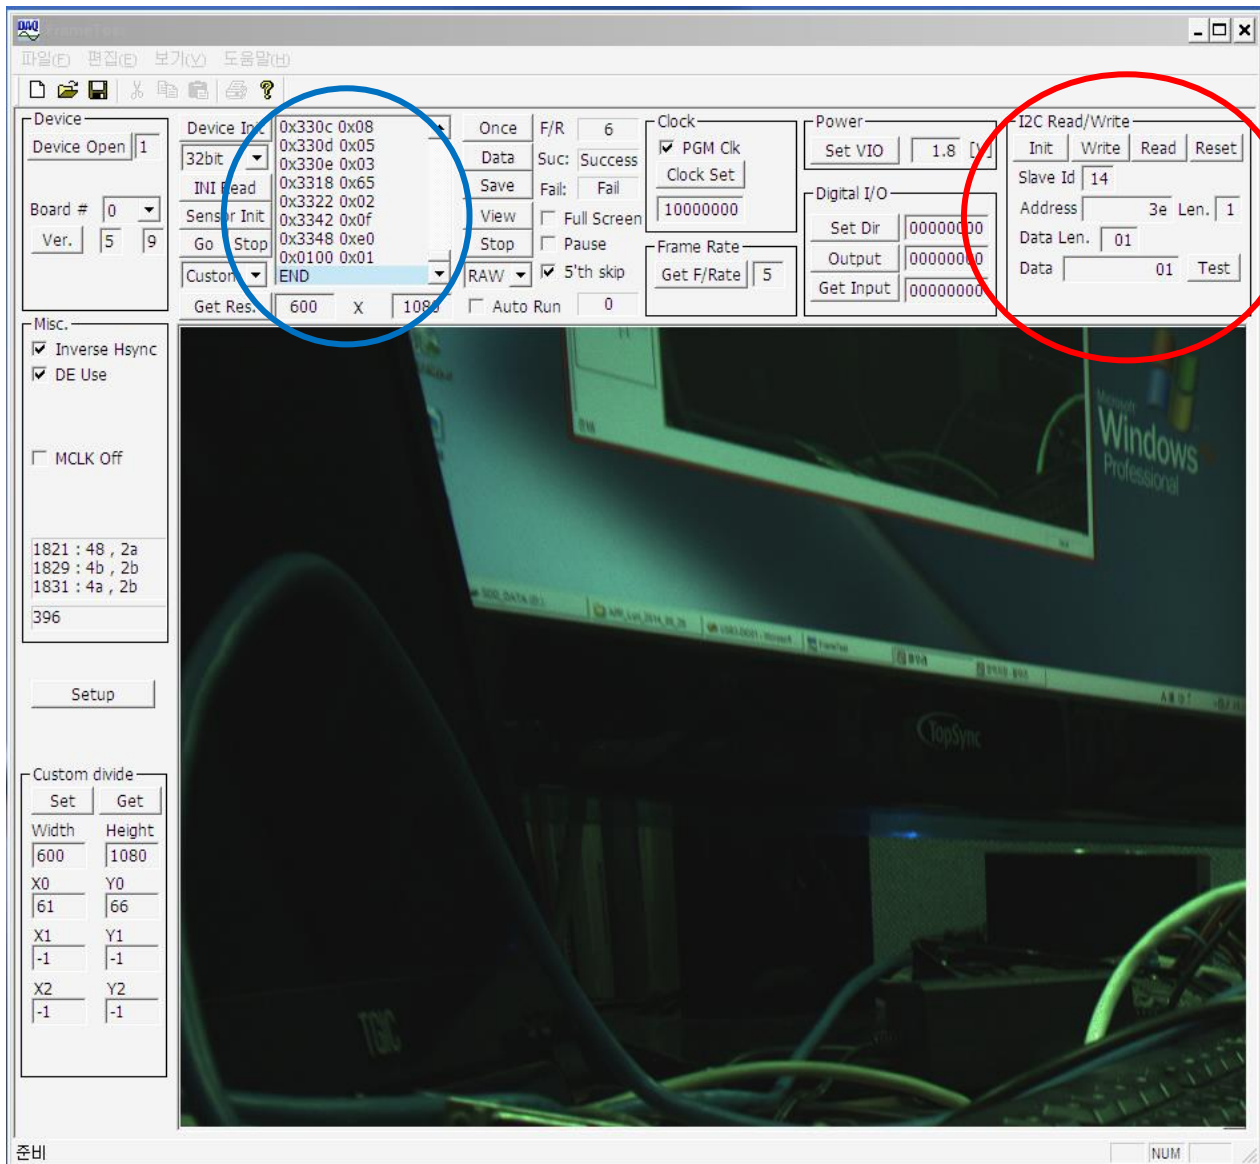 DAQ FrameTest
파일(F) 편집(E) 보기(V) 도움말(H)
Device
Device Open 1
Board # 0
Ver. 5 9
Device Init
32bit
INI Read
Sensor Init
Go Stop
Custom
Get Res. 600 X 1080
0x330c 0x08
0x330d 0x05
0x330e 0x03
0x3318 0x65
0x3322 0x02
0x3342 0x0f
0x3348 0xe0
0x0100 0x01
END
Once F/R 6
Data Suc: Success
Save Fail: Fail
View Full Screen
Stop Pause
RAW 5'th skip
Auto Run 0
Clock
PGM Clk
Clock Set
10000000
Frame Rate
Get F/Rate 5
Power
Set VIO 1.8 [V]
Digital I/O
Set Dir 00000000
Output 00000000
Get Input 00000000
I2C Read/Write
Init Write Read Reset
Slave Id 14
Address 3e Len. 1
Data Len. 01
Data 01 Test
Misc.
Inverse Hsync
DE Use
MCLK Off
1821 : 48 , 2a
1829 : 4b , 2b
1831 : 4a , 2b
396
Setup
Custom divide
Set Get
Width Height
600 1080
X0 Y0
61 66
X1 Y1
-1 -1
X2 Y2
-1 -1
Microsoft
Windows
Professional
FrameTest
TopSync
TGIC
준비
NUM